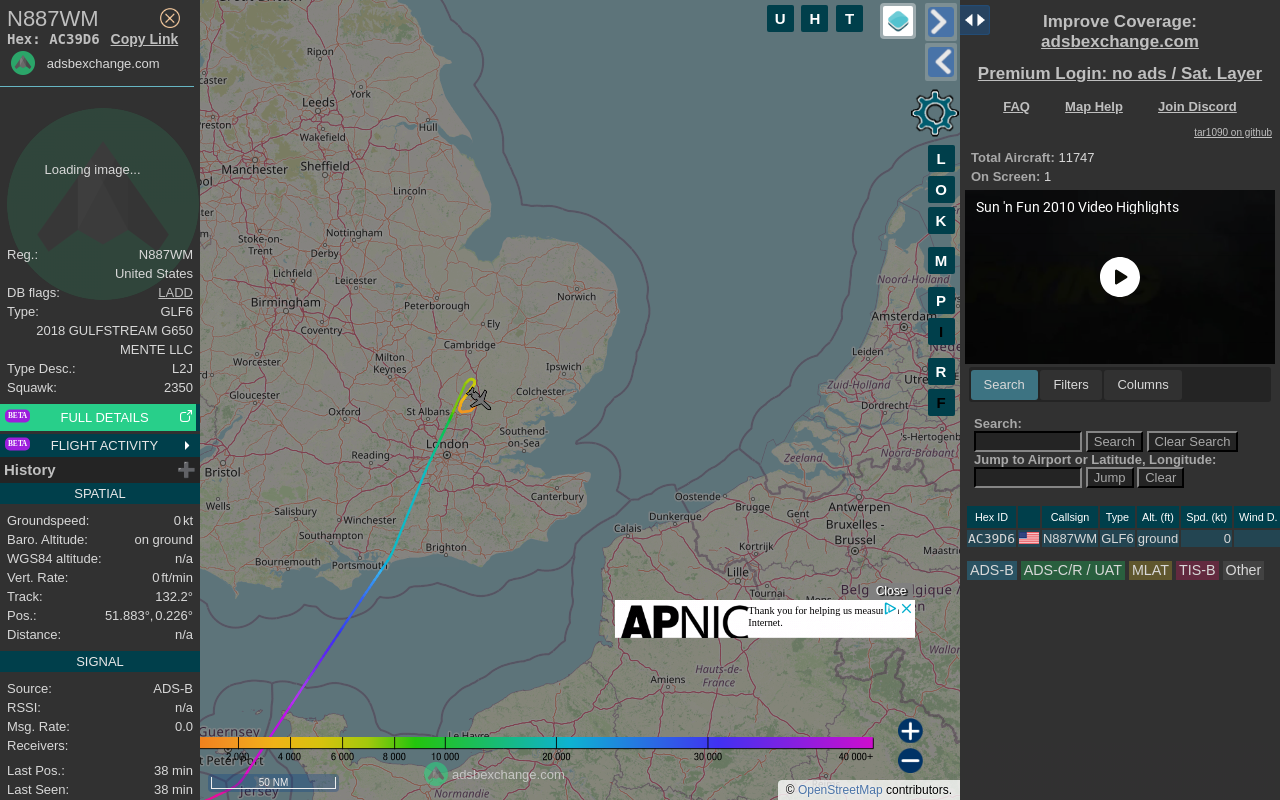 N887WM
Hex: AC39D6 Copy Link
adsbexchange.com
Loading image...
Reg.: N887WM
United States
DB flags: LADD
Type: GLF6
2018 GULFSTREAM G650
MENTE LLC
Type Desc.: L2J
Squawk: 2350
BETA FULL DETAILS
BETA FLIGHT ACTIVITY
History
SPATIAL
Groundspeed: 0 kt
Baro. Altitude: on ground
WGS84 altitude: n/a
Vert. Rate: 0 ft/min
Track: 132.2°
Pos.: 51.883°, 0.226°
Distance: n/a
SIGNAL
Source: ADS-B
RSSI: n/a
Msg. Rate: 0.0
Receivers:
Last Pos.: 38 min
Last Seen: 38 min
Ripon
York
Leeds
Preston
Hull
Wakefield
Manchester
Sheffield
Lincoln
Stoke-on-
Trent
Nottingham
Derby
Lichfield
Leicester
Norwich
Birmingham
Peterborough
Coventry
Ely
Cambridge
Worcester
Milton
Keynes
Ipswich
Gloucester
Colchester
Oxford
St Albans
Southend-
on-Sea
London
Reading
Bristol
Wells
Salisbury
Winchester
Canterbury
Southampton
Bournemouth
Portsmouth
Brighton
Guernsey
Jersey
Le Havre
Normandie
Noord-Holland
Amsterdam
Leiden
Zuid-Holland
Dordrecht
's-Hertogenb
Noord-Brabant
Zeeland
Oostende
Brugge
Antwerpen
Dunkerque
Gent
Calais
Bruxelles -
Brussel
Kortrijk
Lille
Tournai
Mons
Maastri
Hauts-de-
France
Amiens
Wallon
U H T
L
O
K
M
P
I
R
F
Close
APNIC
Thank you for helping us measure
Internet.
2 000 4 000 6 000 8 000 10 000 20 000 30 000 40 000+
50 NM
adsbexchange.com
© OpenStreetMap contributors.
Improve Coverage:
adsbexchange.com
Premium Login: no ads / Sat. Layer
FAQ Map Help Join Discord
tar1090 on github
Total Aircraft: 11747
On Screen: 1
Sun 'n Fun 2010 Video Highlights
Search Filters Columns
Search:
Search Clear Search
Jump to Airport or Latitude, Longitude:
Jump Clear
Hex ID Callsign Type Alt. (ft) Spd. (kt) Wind D.
AC39D6 N887WM GLF6 ground 0
ADS-B ADS-C/R / UAT MLAT TIS-B Other